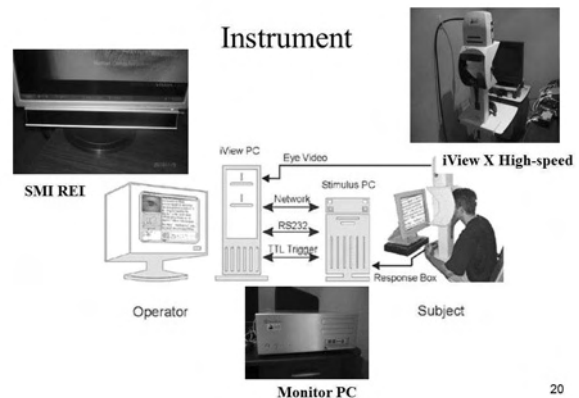 Instrument
SMI REI
iView X High-speed
iView PC
Eye Video
Stimulus PC
Network
RS232
TTL Trigger
Response Box
Operator
Subject
Monitor PC
20